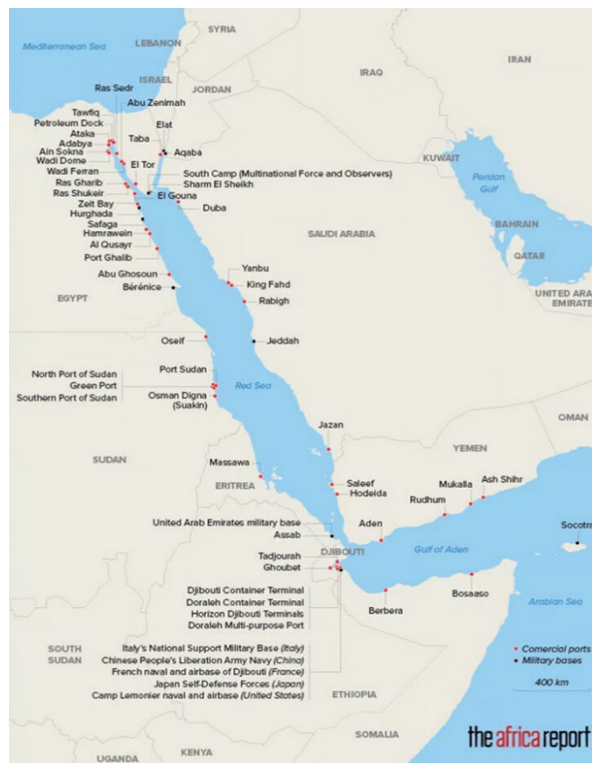 SYRIA
Mediterranean Sea
LEBANON
IRAN
IRAQ
ISRAEL
JORDAN
Ras Sedr
Abu Zenimah
Tawfiq
Petroleum Dock
Elat
Ataka
Taba
Adabya
Ain Sokna
Aqaba
Wadi Dome
El Tor
KUWAIT
Wadi Ferran
South Camp (Multinational Force and Observers)
Persian
Gulf
Ras Gharib
Sharm El Sheikh
Ras Shukeir
El Gouna
Zeit Bay
Duba
Hurghada
Safaga
BAHRAIN
Hamrawein
SAUDI ARABIA
Al Qusayr
QATAR
Port Ghalib
Yanbu
Abu Ghosoun
King Fahd
Bérénice
UNITED ARA
EMIRATE
EGYPT
Rabigh
Oseif
Jeddah
Port Sudan
North Port of Sudan
Green Port
Red Sea
Southern Port of Sudan
Osman Digna
(Suakin)
OMAN
Jazan
YEMEN
SUDAN
Massawa
Saleef
Ash Shihr
Mukalla
ERITREA
Hodeida
Rudhum
United Arab Emirates military base
Aden
Socotra
Assab
Tadjourah
DJIBOUTI
Gulf of Aden
Ghoubet
Djibouti Container Terminal
Doraleh Container Terminal
Bosaaso
Horizon Djibouti Terminals
Berbera
Arabian Sea
Doraleh Multi-purpose Port
SOUTH
SUDAN
Italy's National Support Military Base (Italy)
Comercial ports
Chinese People's Liberation Army Navy (China)
Military bases
French naval and airbase of Djibouti (France)
Japan Self-Defense Forces (Japan)
400 km
Camp Lemonier naval and airbase (United States)
ETHIOPIA
SOMALIA
the africa report
KENYA
UGANDA